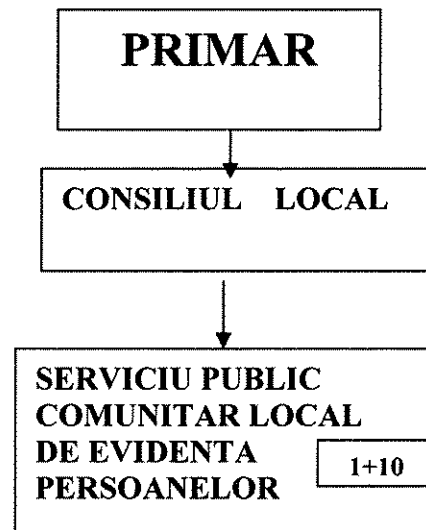 PRIMAR
CONSILIUL LOCAL
SERVICIU PUBLIC
COMUNITAR LOCAL
DE EVIDENTA
PERSOANELOR
1+10